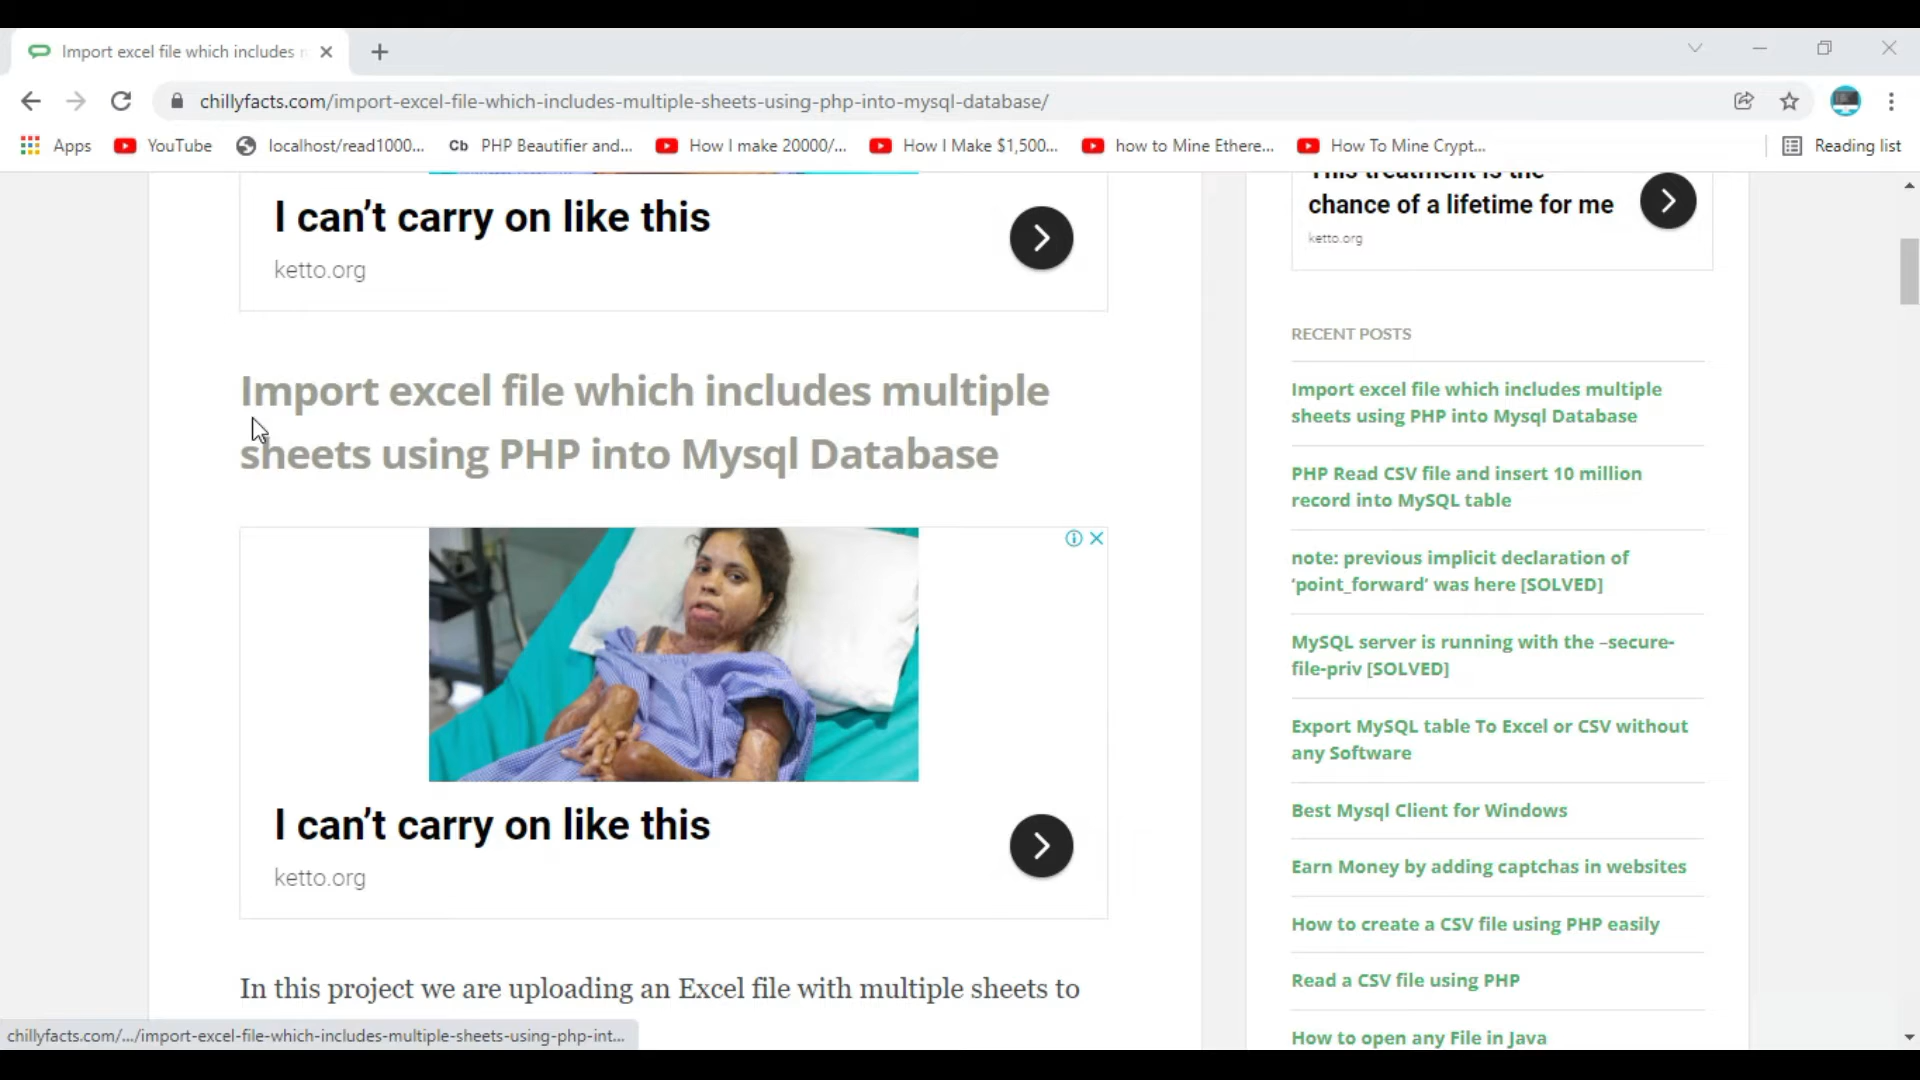 Import excel file which includes
chillyfacts.com/import-excel-file-which-includes-multiple-sheets-using-php-into-mysql-database/
Apps
YouTube
localhost/read1000...
Cb PHP Beautifier and...
How I make 20000/...
How I Make $1,500...
how to Mine Ethere...
How To Mine Crypt...
Reading list
I can't carry on like this
ketto.org
Import excel file which includes multiple
sheets using PHP into Mysql Database
I can't carry on like this
ketto.org
In this project we are uploading an Excel file with multiple sheets to
This treatment is the
chance of a lifetime for me
ketto.org
RECENT POSTS
Import excel file which includes multiple
sheets using PHP into Mysql Database
PHP Read CSV file and insert 10 million
record into MySQL table
note: previous implicit declaration of
‘point_forward’ was here [SOLVED]
MySQL server is running with the –secure-
file-priv [SOLVED]
Export MySQL table To Excel or CSV without
any Software
Best Mysql Client for Windows
Earn Money by adding captchas in websites
How to create a CSV file using PHP easily
Read a CSV file using PHP
How to open any File in Java
chillyfacts.com/.../import-excel-file-which-includes-multiple-sheets-using-php-int...